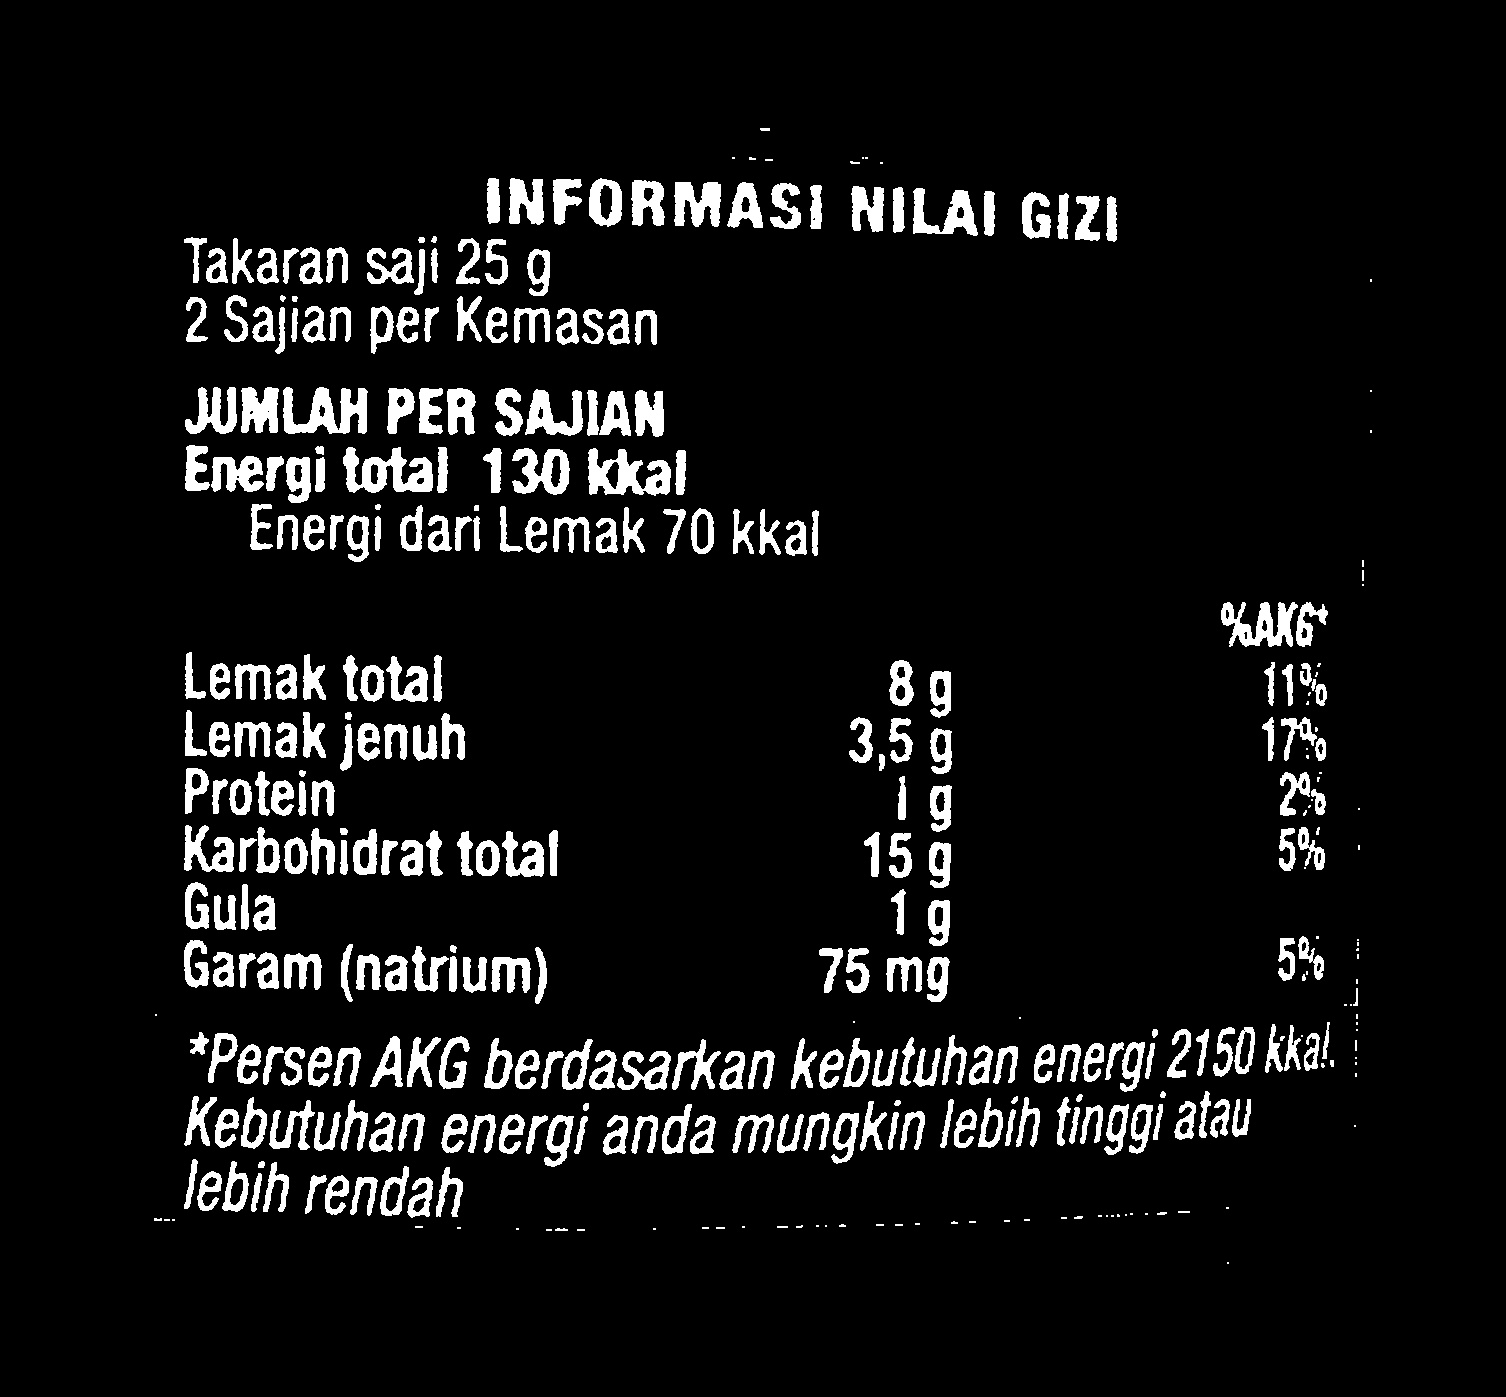 INFORMASI NILAI GIZI
Takaran saji 25 g
2 Sajian per Kemasan
JUMLAH PER SAJIAN
Energi total 130 kkal
Energi dari Lemak 70 kkal
%AKG*
Lemak total 8 g 11%
Lemak jenuh 3,5 g 17%
Protein 1 g 2%
Karbohidrat total 15 g 5%
Gula 1 g
Garam (natrium) 75 mg 5%
*Persen AKG berdasarkan kebutuhan energi 2150 kkal.
Kebutuhan energi anda mungkin lebih tinggi atau
lebih rendah